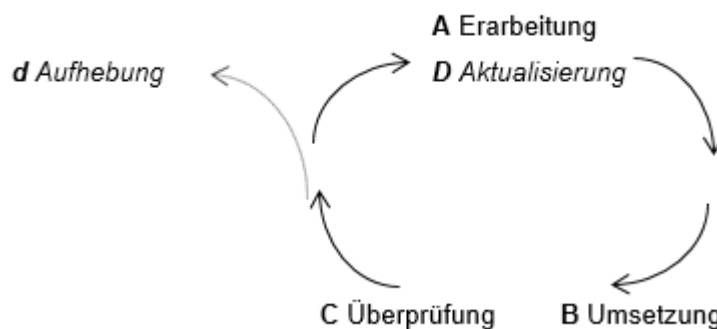 A Erarbeitung
d Aufhebung
D Aktualisierung
C Überprüfung
B Umsetzung